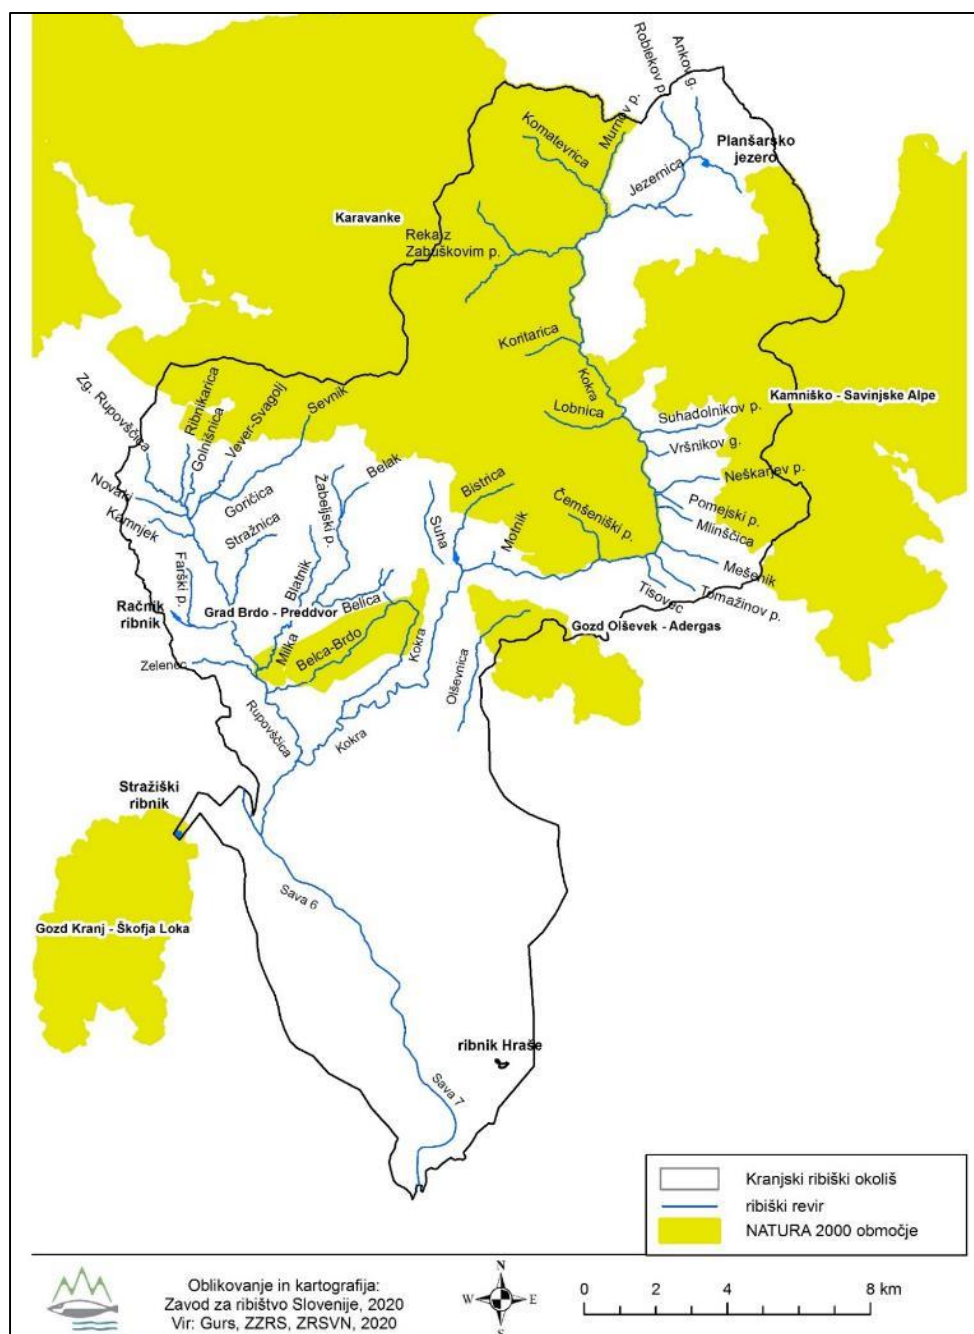 Roblekov p.
Ankov g.
Murnov p.
Komatevrica
Planšarsko
jezero
Jezernica
Karavanke
Reka z
Zabuškovim p.
Koritarica
Kokra
Kamniško - Savinjske Alpe
Lobnica
Suhadolnikov p.
Vršnikov g.
Zg. Rupovščica
Ribnikarica
Golnišnica
Vever-Svagolj
Sevnik
Belak
Žabeljski p.
Bistrica
Neškarjev p.
Novaki
Goričica
Čemšeniški p.
Pomejski p.
Kamnjek
Stražnica
Suha
Motnik
Mlinščica
Farški p.
Blatnik
Mešenik
Tisovec
Tomažinov p.
Račnik
ribnik
Grad Brdo - Preddvor
Belica
Gozd Olševek - Adergas
Milka
Belca-Brdo
Kokra
Zelenec
Olševnica
Rupovščica
Kokra
Stražiški
ribnik
Sava 6
Gozd Kranj - Škofja Loka
ribnik Hraše
Sava 7
Kranjski ribiški okoliš
ribiški revir
NATURA 2000 območje
Oblikovanje in kartografija:
Zavod za ribištvo Slovenije, 2020
Vir: Gurs, ZZRS, ZRSVN, 2020
N
W
E
S
0 2 4 8 km